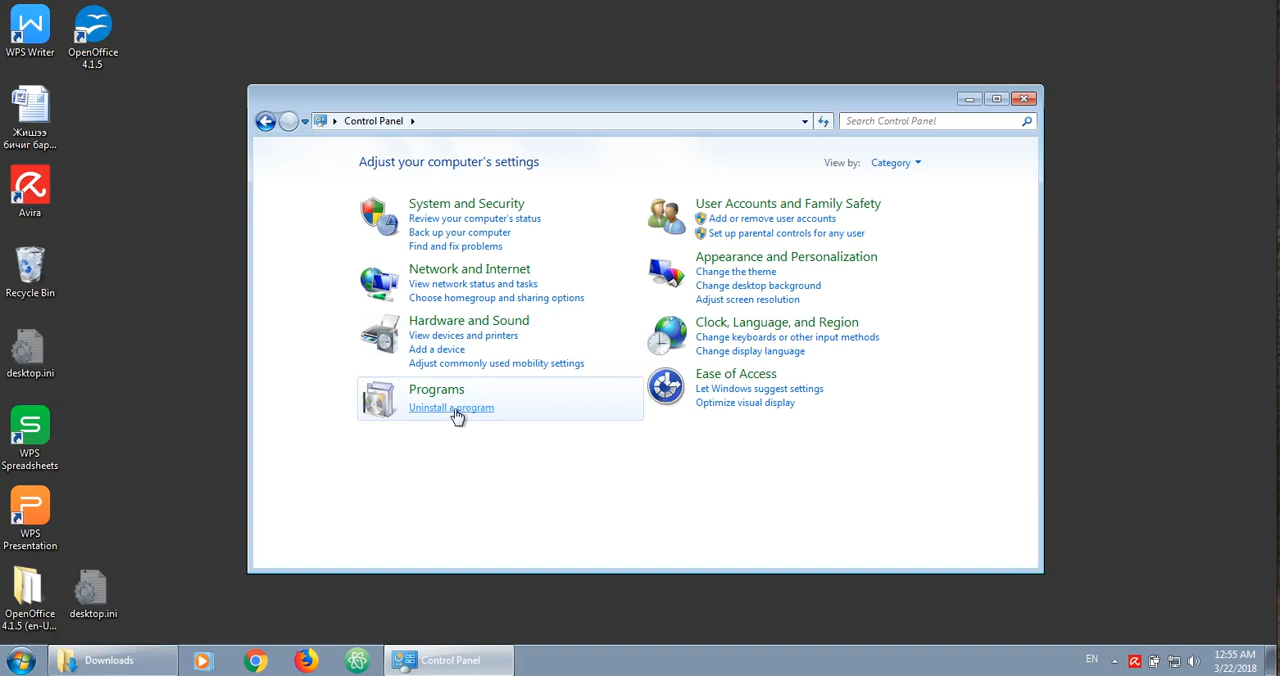 WPS Writer
OpenOffice
4.1.5
Жишээ
бичиг бар...
Avira
Recycle Bin
desktop.ini
WPS
Spreadsheets
WPS
Presentation
OpenOffice
4.1.5 (en-U...
desktop.ini
Control Panel
Search Control Panel
Adjust your computer's settings
View by: Category
System and Security
Review your computer's status
Back up your computer
Find and fix problems
Network and Internet
View network status and tasks
Choose homegroup and sharing options
Hardware and Sound
View devices and printers
Add a device
Adjust commonly used mobility settings
Programs
Uninstall a program
User Accounts and Family Safety
Add or remove user accounts
Set up parental controls for any user
Appearance and Personalization
Change the theme
Change desktop background
Adjust screen resolution
Clock, Language, and Region
Change keyboards or other input methods
Change display language
Ease of Access
Let Windows suggest settings
Optimize visual display
Downloads
Control Panel
EN
12:55 AM
3/22/2018